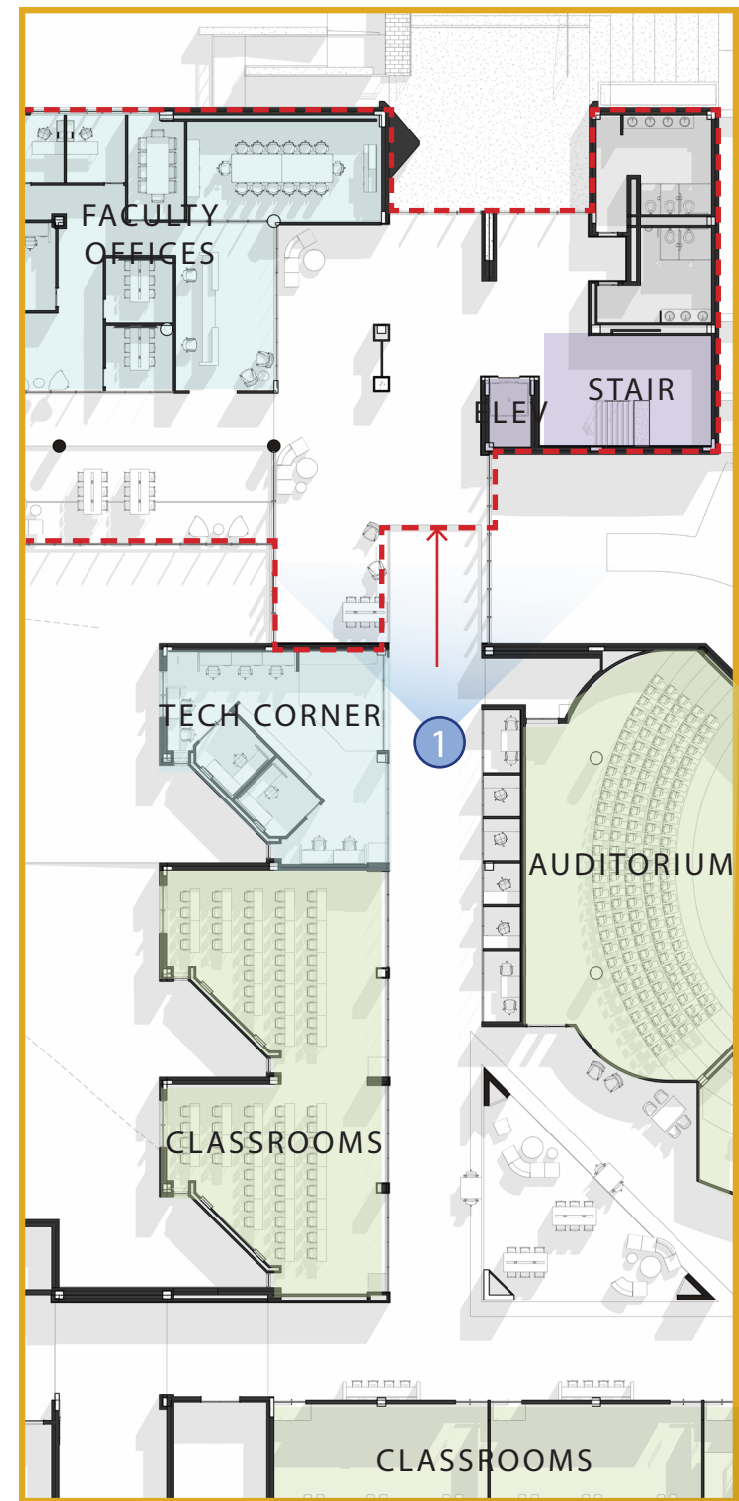 FACULTY
OFFICES
STAIR
ELEV
TECH CORNER
1
AUDITORIUM
CLASSROOMS
CLASSROOMS